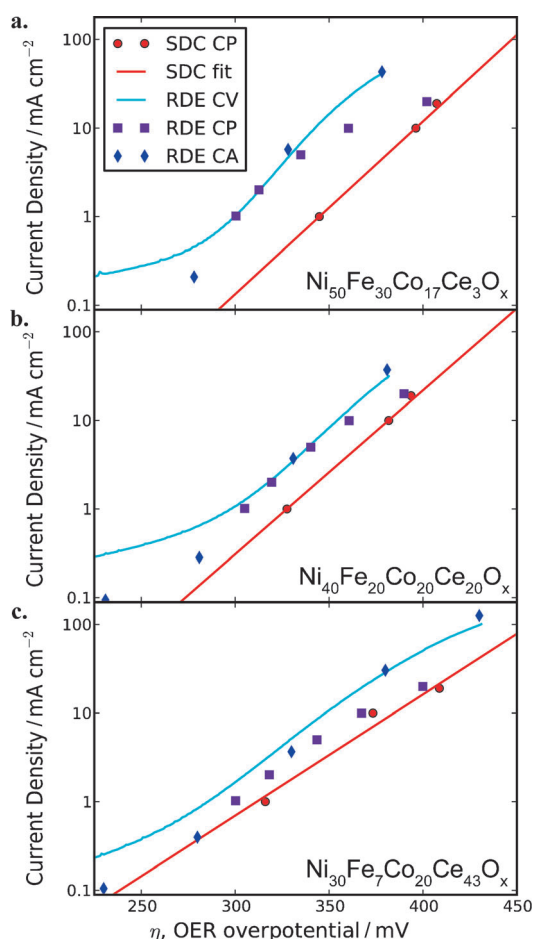 a.
100
10
1
0.1
Current Density / mA cm⁻²
SDC CP
SDC fit
RDE CV
RDE CP
RDE CA
Ni₅₀Fe₃₀Co₁₇Ce₃Oₓ
b.
100
10
1
0.1
Current Density / mA cm⁻²
Ni₄₀Fe₂₀Co₂₀Ce₂₀Oₓ
c.
100
10
1
0.1
Current Density / mA cm⁻²
Ni₃₀Fe₇Co₂₀Ce₄₃Oₓ
250 300 350 400 450
η, OER overpotential / mV